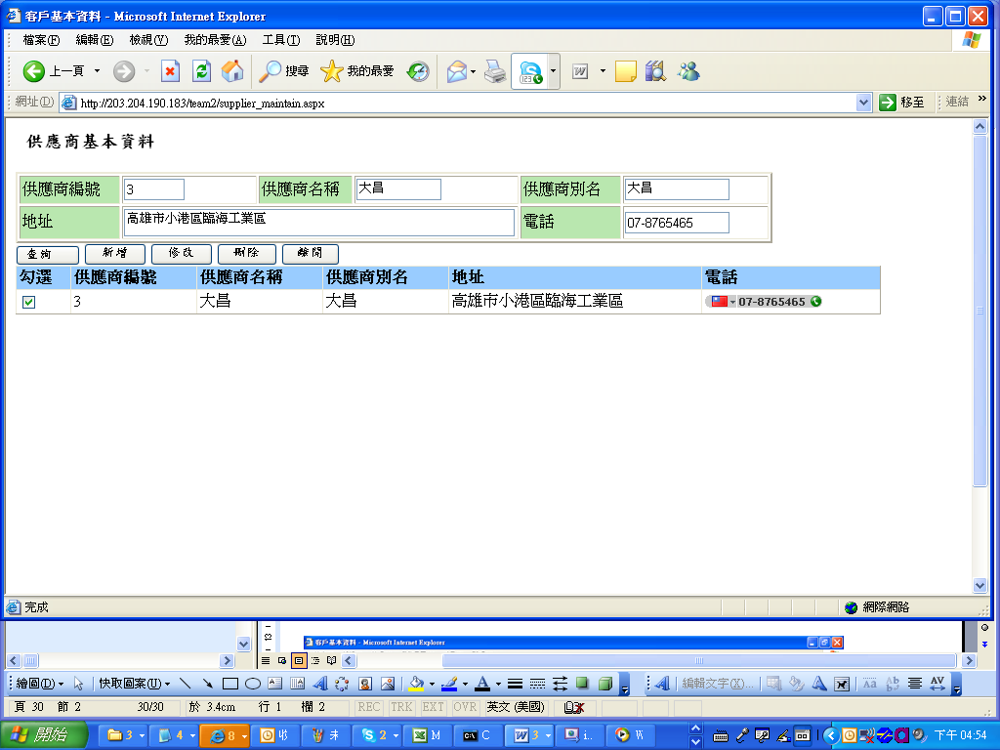 客戶基本資料 - Microsoft Internet Explorer
檔案(F) 編輯(E) 檢視(V) 我的最愛(A) 工具(T) 說明(H)
上一頁 搜尋 我的最愛
網址(D) http://203.204.190.183/team2/supplier_maintain.aspx 移至 連結 »
供應商基本資料
供應商編號 3 供應商名稱 大昌 供應商別名 大昌
地址 高雄市小港區臨海工業區 電話 07-8765465
查詢 新增 修改 刪除 離開
勾選 供應商編號 供應商名稱 供應商別名 地址 電話
3 大昌 大昌 高雄市小港區臨海工業區 07-8765465
完成 網際網路
客戶基本資料 - Microsoft Internet Explorer
繪圖(D) 快取圖案(U) 編輯文字(X)...
頁 30 節 2 30/30 於 3.4cm 行 1 欄 2 REC TRK EXT OVR 英文 (美國)
開始 3 4 8 收 未 2 M C 3 i. W 下午 04:54